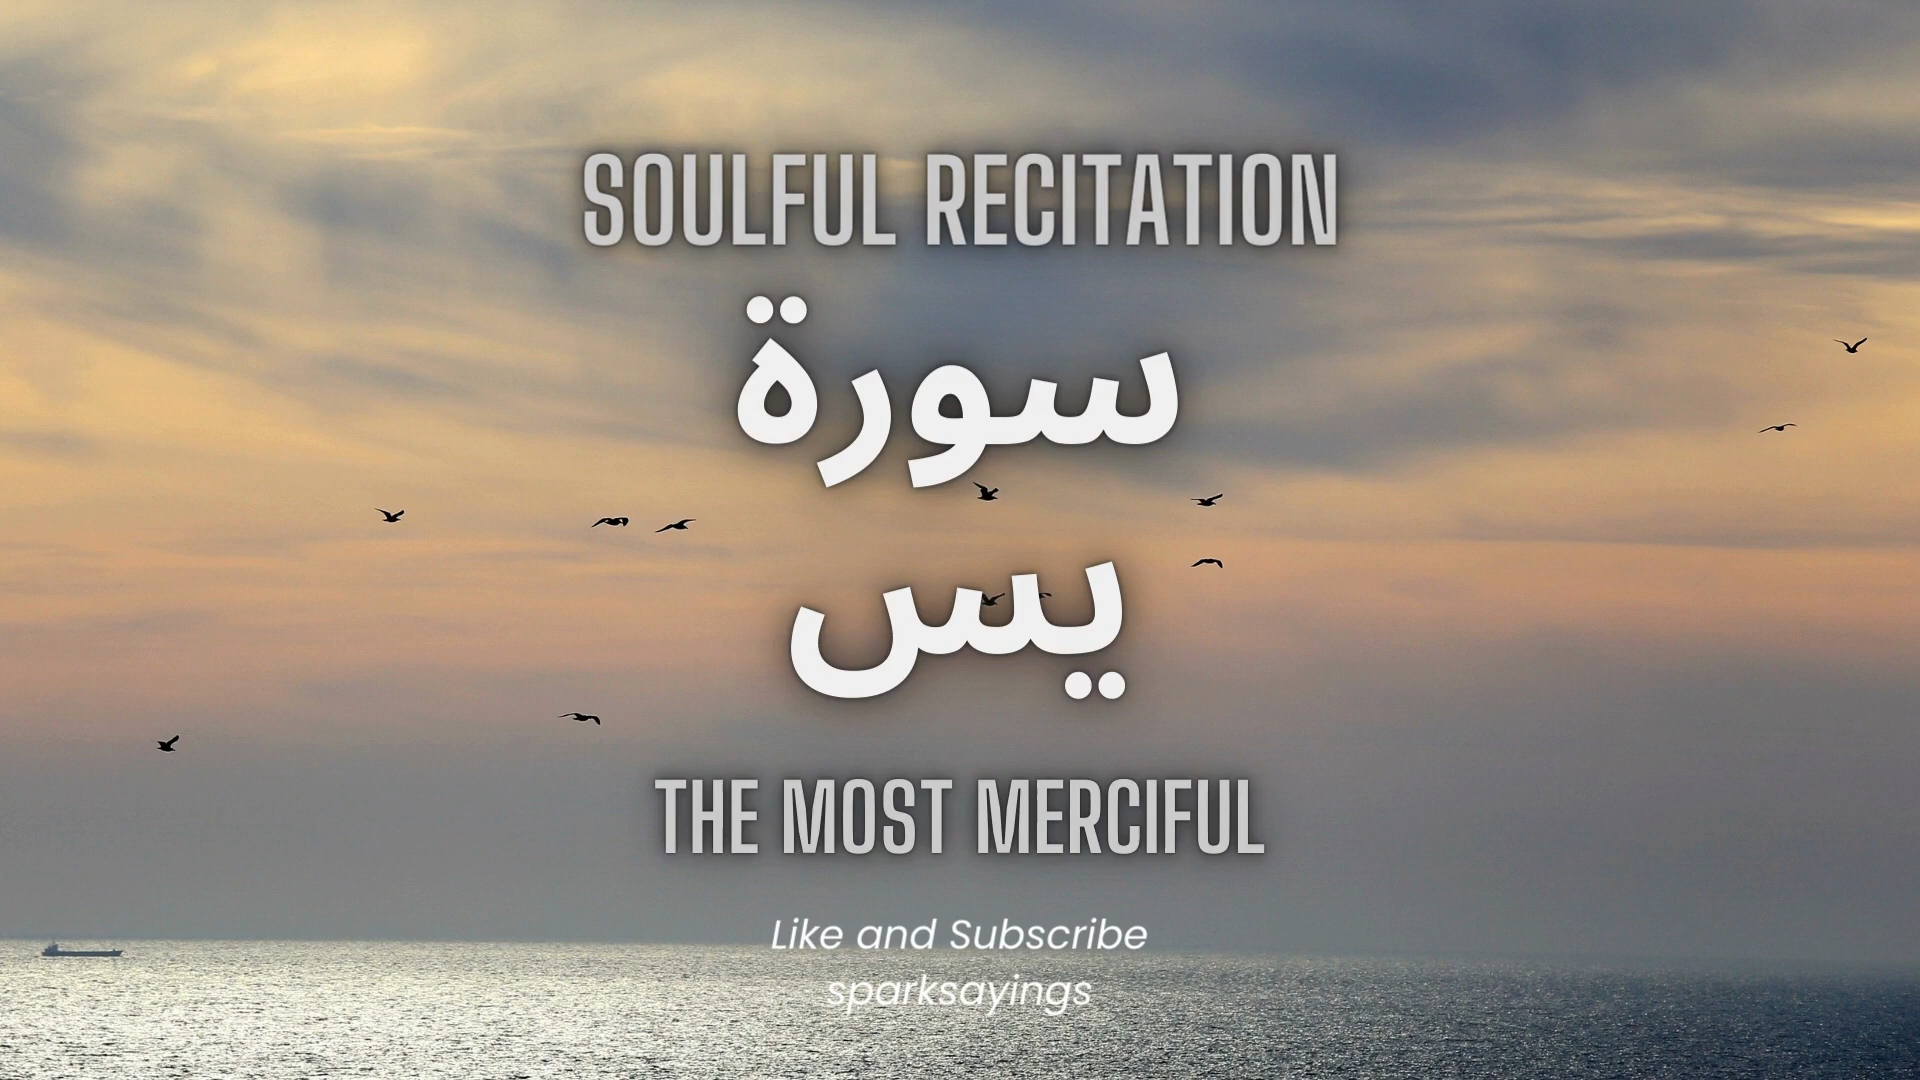 SOULFUL RECITATION
سورة
يس
THE MOST MERCIFUL
Like and Subscribe
sparksayings